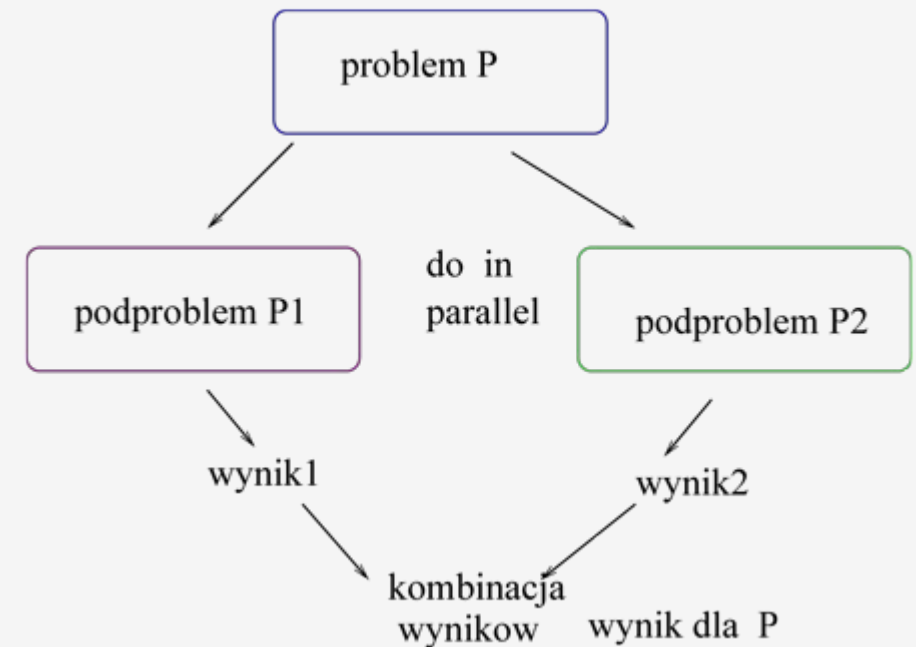 problem P
do in
parallel
podproblem P1
podproblem P2
wynik1
wynik2
kombinacja
wynikow
wynik dla P